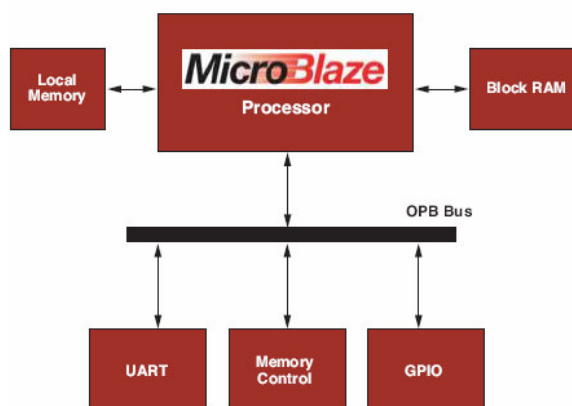 MicroBlaze
Processor
Local
Memory
Block RAM
OPB Bus
UART
Memory
Control
GPIO